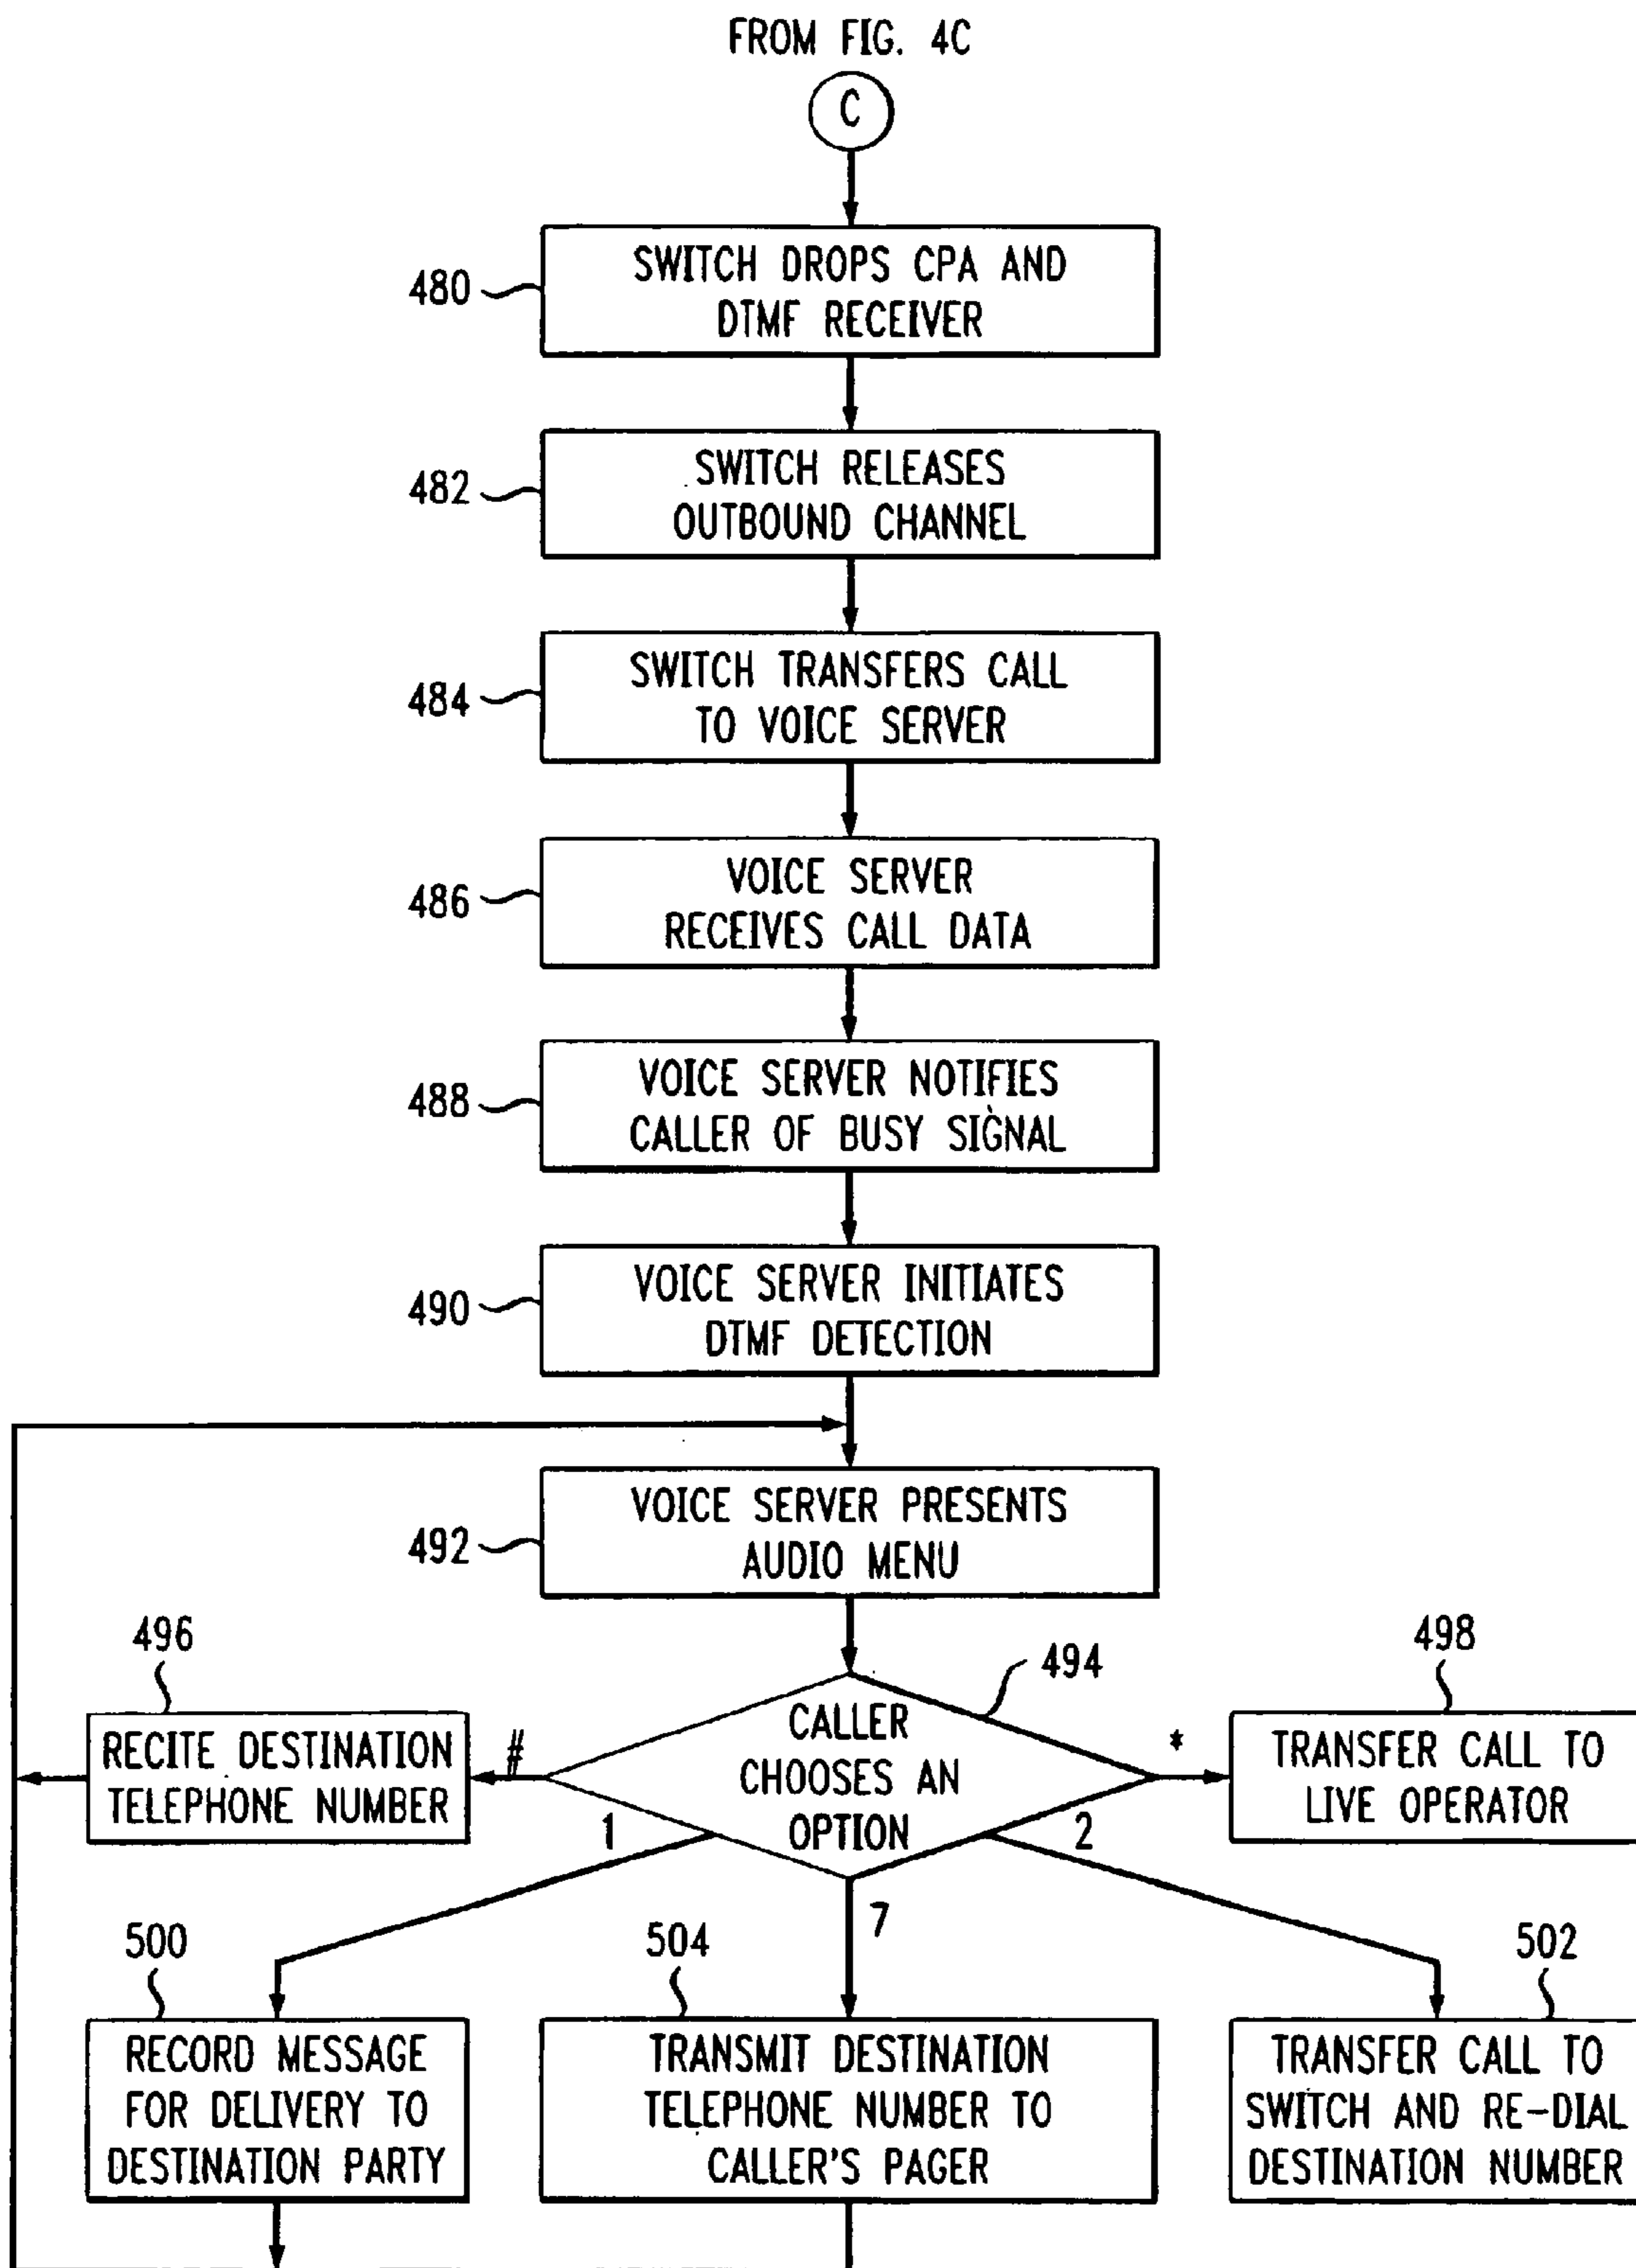 FROM FIG. 4C
C
480
SWITCH DROPS CPA AND
DTMF RECEIVER
482
SWITCH RELEASES
OUTBOUND CHANNEL
484
SWITCH TRANSFERS CALL
TO VOICE SERVER
486
VOICE SERVER
RECEIVES CALL DATA
488
VOICE SERVER NOTIFIES
CALLER OF BUSY SIGNAL
490
VOICE SERVER INITIATES
DTMF DETECTION
492
VOICE SERVER PRESENTS
AUDIO MENU
494
CALLER
CHOOSES AN
OPTION
496
RECITE DESTINATION
TELEPHONE NUMBER
#
*
498
TRANSFER CALL TO
LIVE OPERATOR
1
7
2
500
RECORD MESSAGE
FOR DELIVERY TO
DESTINATION PARTY
504
TRANSMIT DESTINATION
TELEPHONE NUMBER TO
CALLER'S PAGER
502
TRANSFER CALL TO
SWITCH AND RE-DIAL
DESTINATION NUMBER